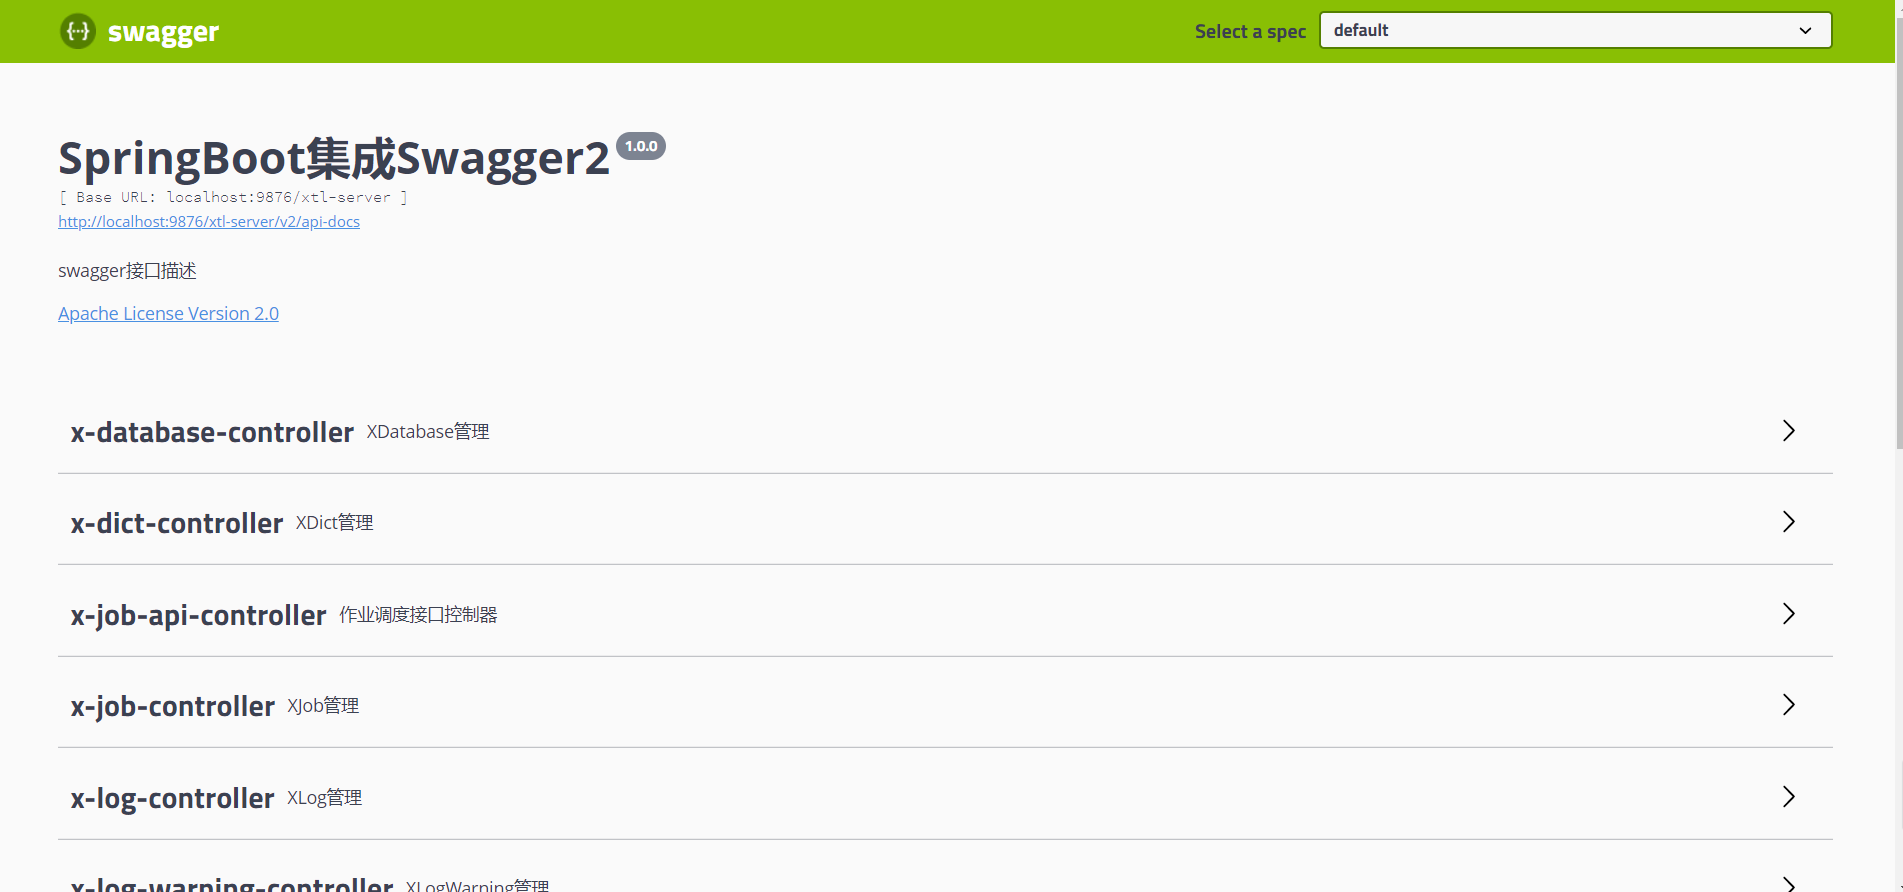 swagger
Select a spec default
SpringBoot集成Swagger2 1.0.0
[ Base URL: localhost:9876/xtl-server ]
http://localhost:9876/xtl-server/v2/api-docs
swagger接口描述
Apache License Version 2.0
x-database-controller XDatabase管理
x-dict-controller XDict管理
x-job-api-controller 作业调度接口控制器
x-job-controller XJob管理
x-log-controller XLog管理
x-log-warning-controller XLogWarning管理